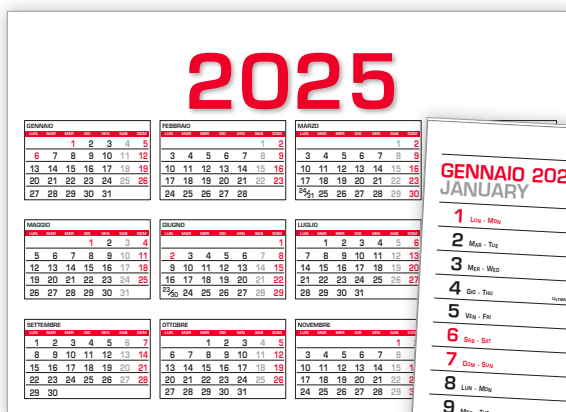 2025
GENNAIO
LUN MAR MER GIO VEN SAB DOM
1 2 3 4 5
6 7 8 9 10 11 12
13 14 15 16 17 18 19
20 21 22 23 24 25 26
27 28 29 30 31
FEBBRAIO
LUN MAR MER GIO VEN SAB DOM
1 2
3 4 5 6 7 8 9
10 11 12 13 14 15 16
17 18 19 20 21 22 23
24 25 26 27 28
MARZO
LUN MAR MER GIO VEN SAB DOM
1 2
3 4 5 6 7 8 9
10 11 12 13 14 15 16
17 18 19 20 21 22 23
24/31 25 26 27 28 29 30
MAGGIO
LUN MAR MER GIO VEN SAB DOM
1 2 3 4
5 6 7 8 9 10 11
12 13 14 15 16 17 18
19 20 21 22 23 24 25
26 27 28 29 30 31
GIUGNO
LUN MAR MER GIO VEN SAB DOM
1
2 3 4 5 6 7 8
9 10 11 12 13 14 15
16 17 18 19 20 21 22
23/30 24 25 26 27 28 29
LUGLIO
LUN MAR MER GIO VEN SAB DOM
1 2 3 4 5 6
7 8 9 10 11 12 13
14 15 16 17 18 19 20
21 22 23 24 25 26 27
28 29 30 31
SETTEMBRE
LUN MAR MER GIO VEN SAB DOM
1 2 3 4 5 6 7
8 9 10 11 12 13 14
15 16 17 18 19 20 21
22 23 24 25 26 27 28
29 30
OTTOBRE
LUN MAR MER GIO VEN SAB DOM
1 2 3 4 5
6 7 8 9 10 11 12
13 14 15 16 17 18 19
20 21 22 23 24 25 26
27 28 29 30 31
NOVEMBRE
LUN MAR MER GIO VEN SAB
1
3 4 5 6 7 8
10 11 12 13 14 15
17 18 19 20 21 22
24 25 26 27 28 29
GENNAIO 202
JANUARY
1 LUN - MON
2 MAR - TUE
3 MER - WED
4 GIO - THU
5 VEN - FRI
6 SAB - SAT
7 DOM - SUN
8 LUN - MON
9 MAR - TUE